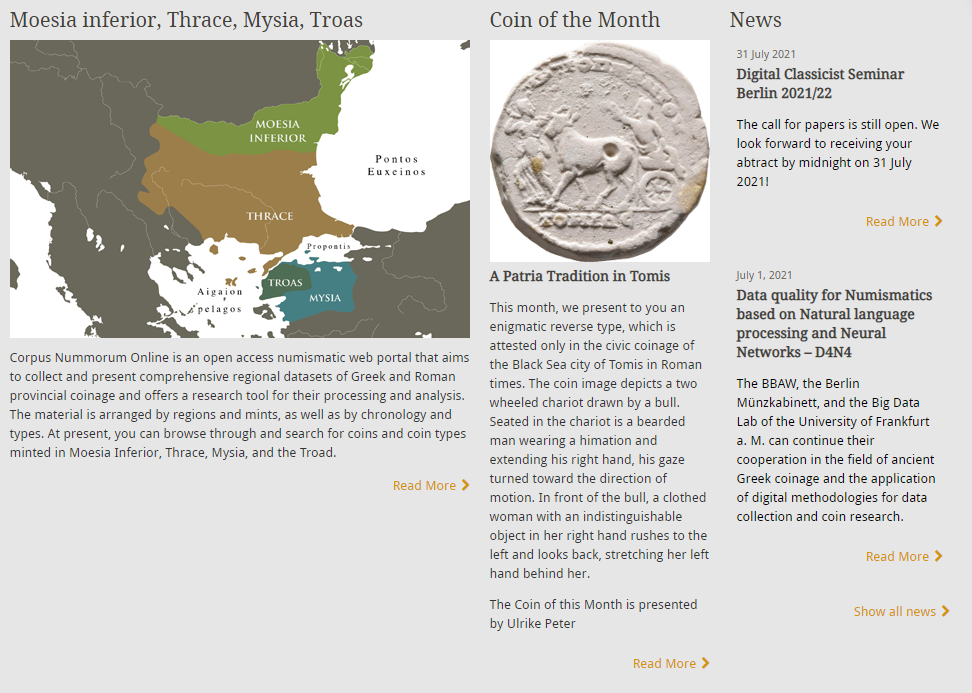 Moesia inferior, Thrace, Mysia, Troas
MOESIA
INFERIOR
Pontos
Euxeinos
THRACE
Propontis
TROAS
MYSIA
Aigaion
pelagos
Corpus Nummorum Online is an open access numismatic web portal that aims
to collect and present comprehensive regional datasets of Greek and Roman
provincial coinage and offers a research tool for their processing and analysis.
The material is arranged by regions and mints, as well as by chronology and
types. At present, you can browse through and search for coins and coin types
minted in Moesia Inferior, Thrace, Mysia, and the Troad.
Read More
Coin of the Month
A Patria Tradition in Tomis
This month, we present to you an
enigmatic reverse type, which is
attested only in the civic coinage of
the Black Sea city of Tomis in Roman
times. The coin image depicts a two
wheeled chariot drawn by a bull.
Seated in the chariot is a bearded
man wearing a himation and
extending his right hand, his gaze
turned toward the direction of
motion. In front of the bull, a clothed
woman with an indistinguishable
object in her right hand rushes to the
left and looks back, stretching her left
hand behind her.
The Coin of this Month is presented
by Ulrike Peter
Read More
News
31 July 2021
Digital Classicist Seminar
Berlin 2021/22
The call for papers is still open. We
look forward to receiving your
abtract by midnight on 31 July
2021!
Read More
July 1, 2021
Data quality for Numismatics
based on Natural language
processing and Neural
Networks – D4N4
The BBAW, the Berlin
Münzkabinett, and the Big Data
Lab of the University of Frankfurt
a. M. can continue their
cooperation in the field of ancient
Greek coinage and the application
of digital methodologies for data
collection and coin research.
Read More
Show all news